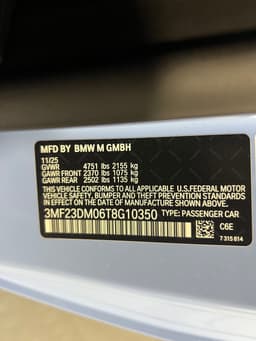 MFD BY BMW M GMBH
11/25
GVWR 4751 lbs 2155 kg
GAWR FRONT 2370 lbs 1075 kg
GAWR REAR 2502 lbs 1135 kg
THIS VEHICLE CONFORMS TO ALL APPLICABLE
U.S.FEDERAL MOTOR
VEHICLE SAFETY, BUMPER, AND THEFT
PREVENTION STANDARDS IN EFFECT ON THE DATE OF
MANUFACTURE SHOWN ABOVE.
3MF23DM06T8G10350 TYPE: PASSENGER CAR
C6E
7 315 814